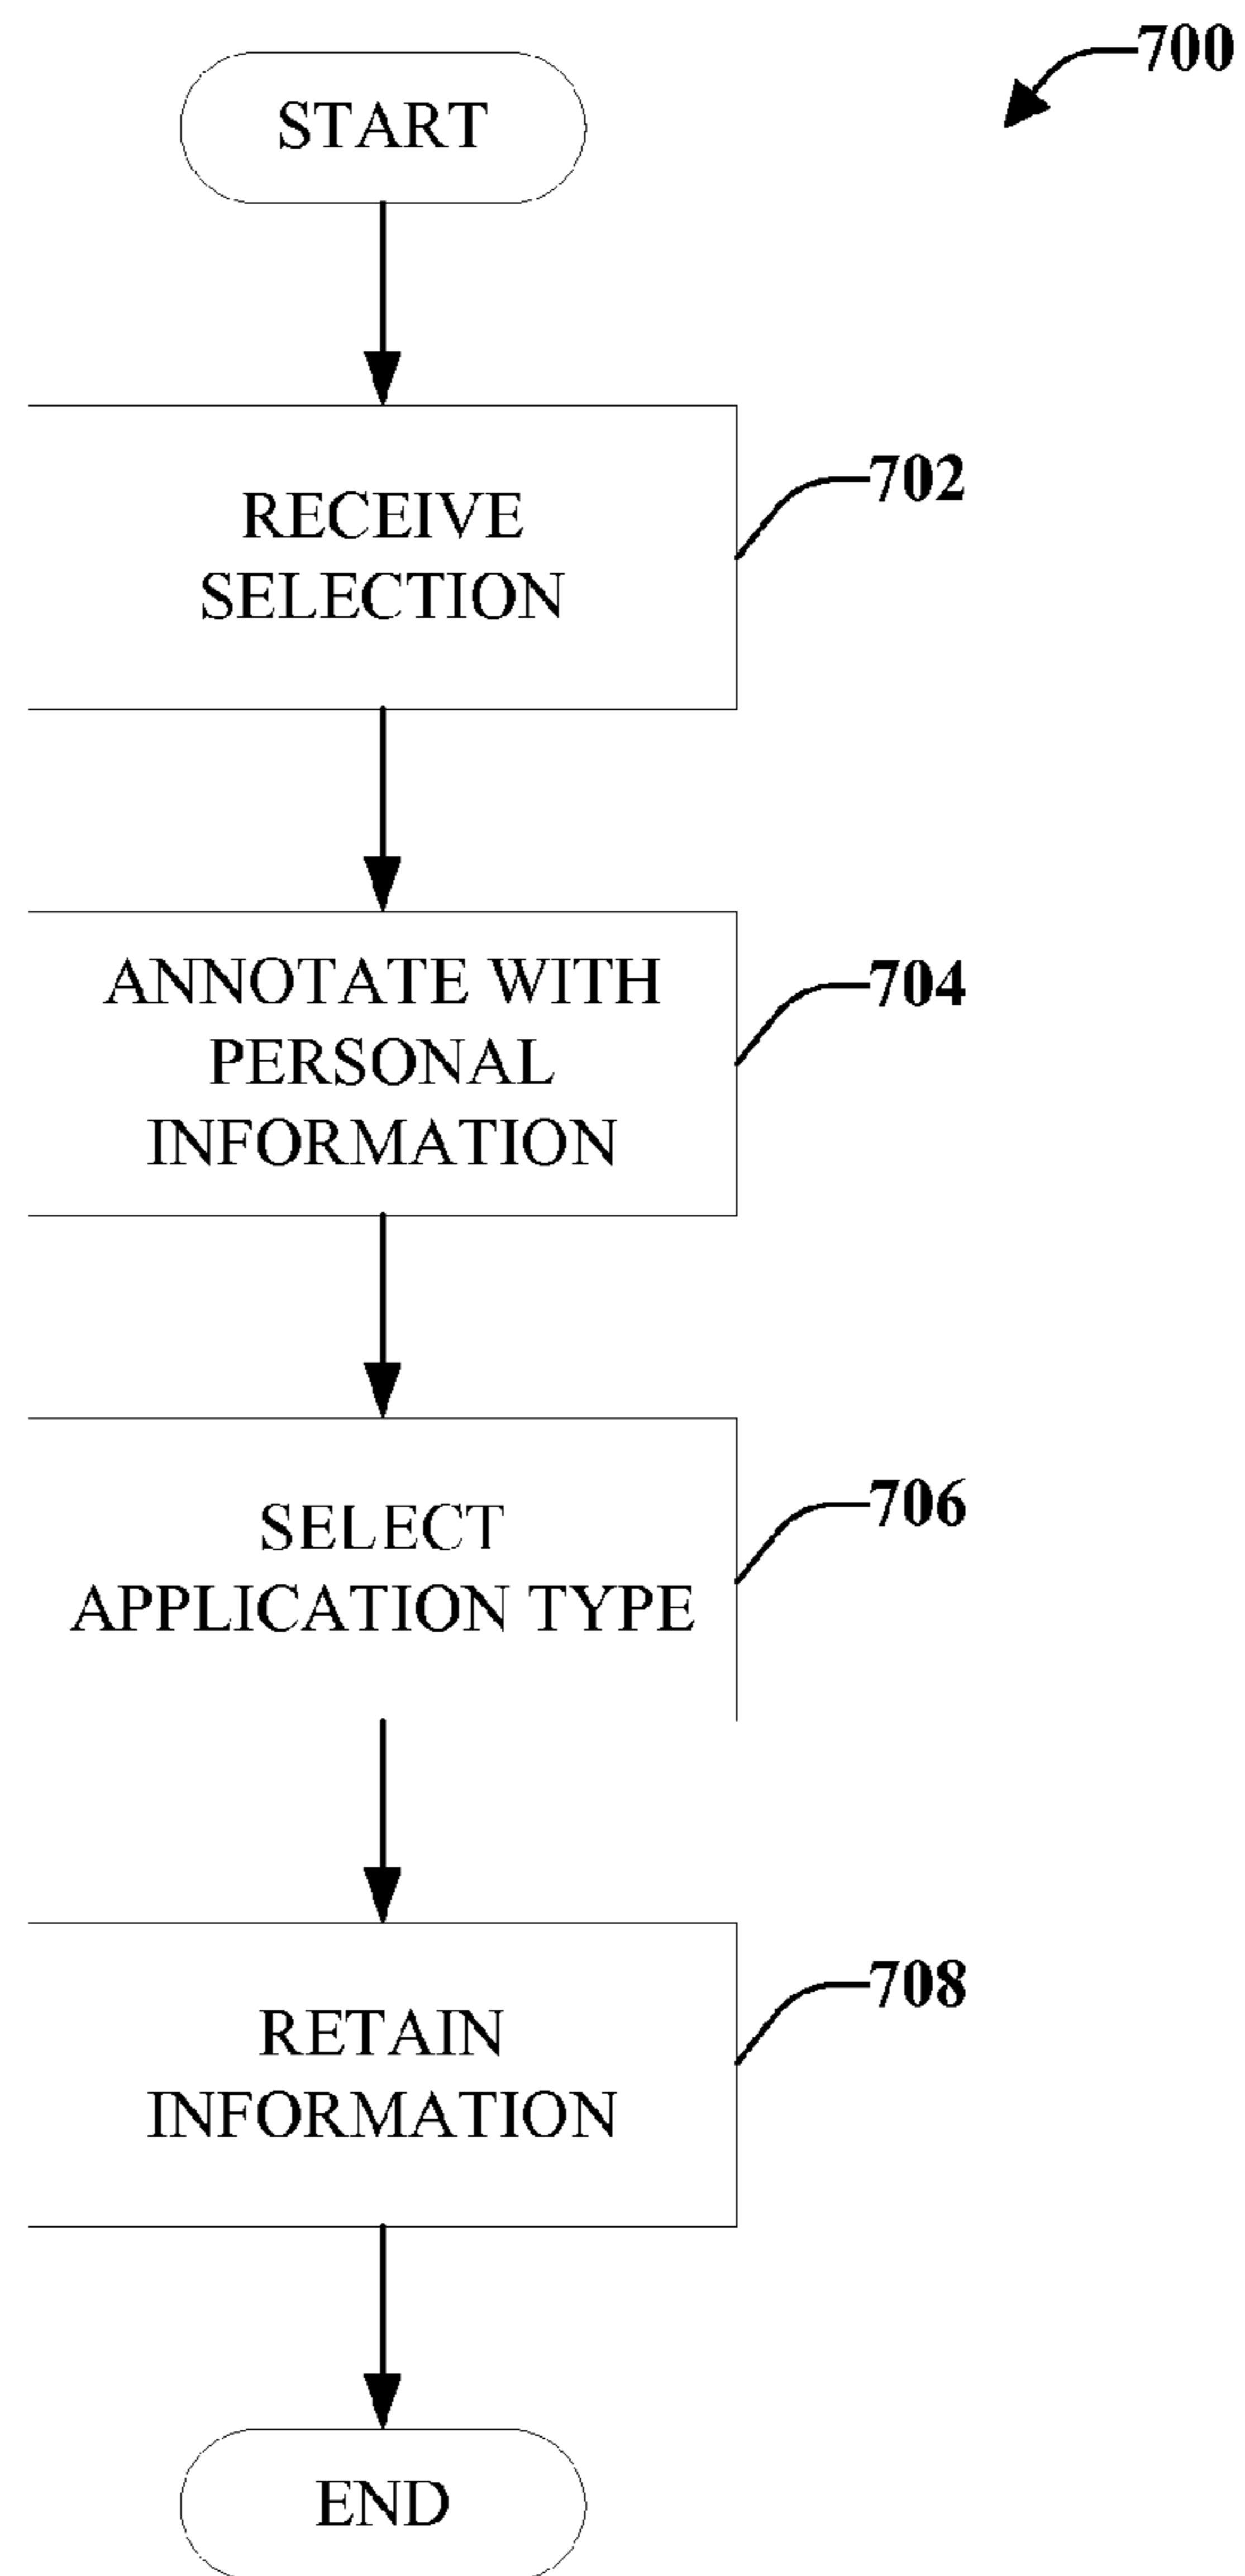 700
START
RECEIVE
SELECTION
702
ANNOTATE WITH
PERSONAL
INFORMATION
704
SELECT
APPLICATION TYPE
706
RETAIN
INFORMATION
708
END